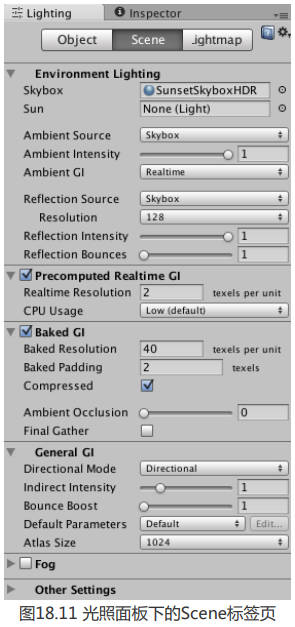 Lighting Inspector
Object Scene .ightmap
Environment Lighting
Skybox SunsetSkyboxHDR
Sun None (Light)
Ambient Source Skybox
Ambient Intensity 1
Ambient GI Realtime
Reflection Source Skybox
Resolution 128
Reflection Intensity 1
Reflection Bounces 1
Precomputed Realtime GI
Realtime Resolution 2 texels per unit
CPU Usage Low (default)
Baked GI
Baked Resolution 40 texels per unit
Baked Padding 2 texels
Compressed
Ambient Occlusion 0
Final Gather
General GI
Directional Mode Directional
Indirect Intensity 1
Bounce Boost 1
Default Parameters Default Edit...
Atlas Size 1024
Fog
Other Settings
图18.11 光照面板下的Scene标签页